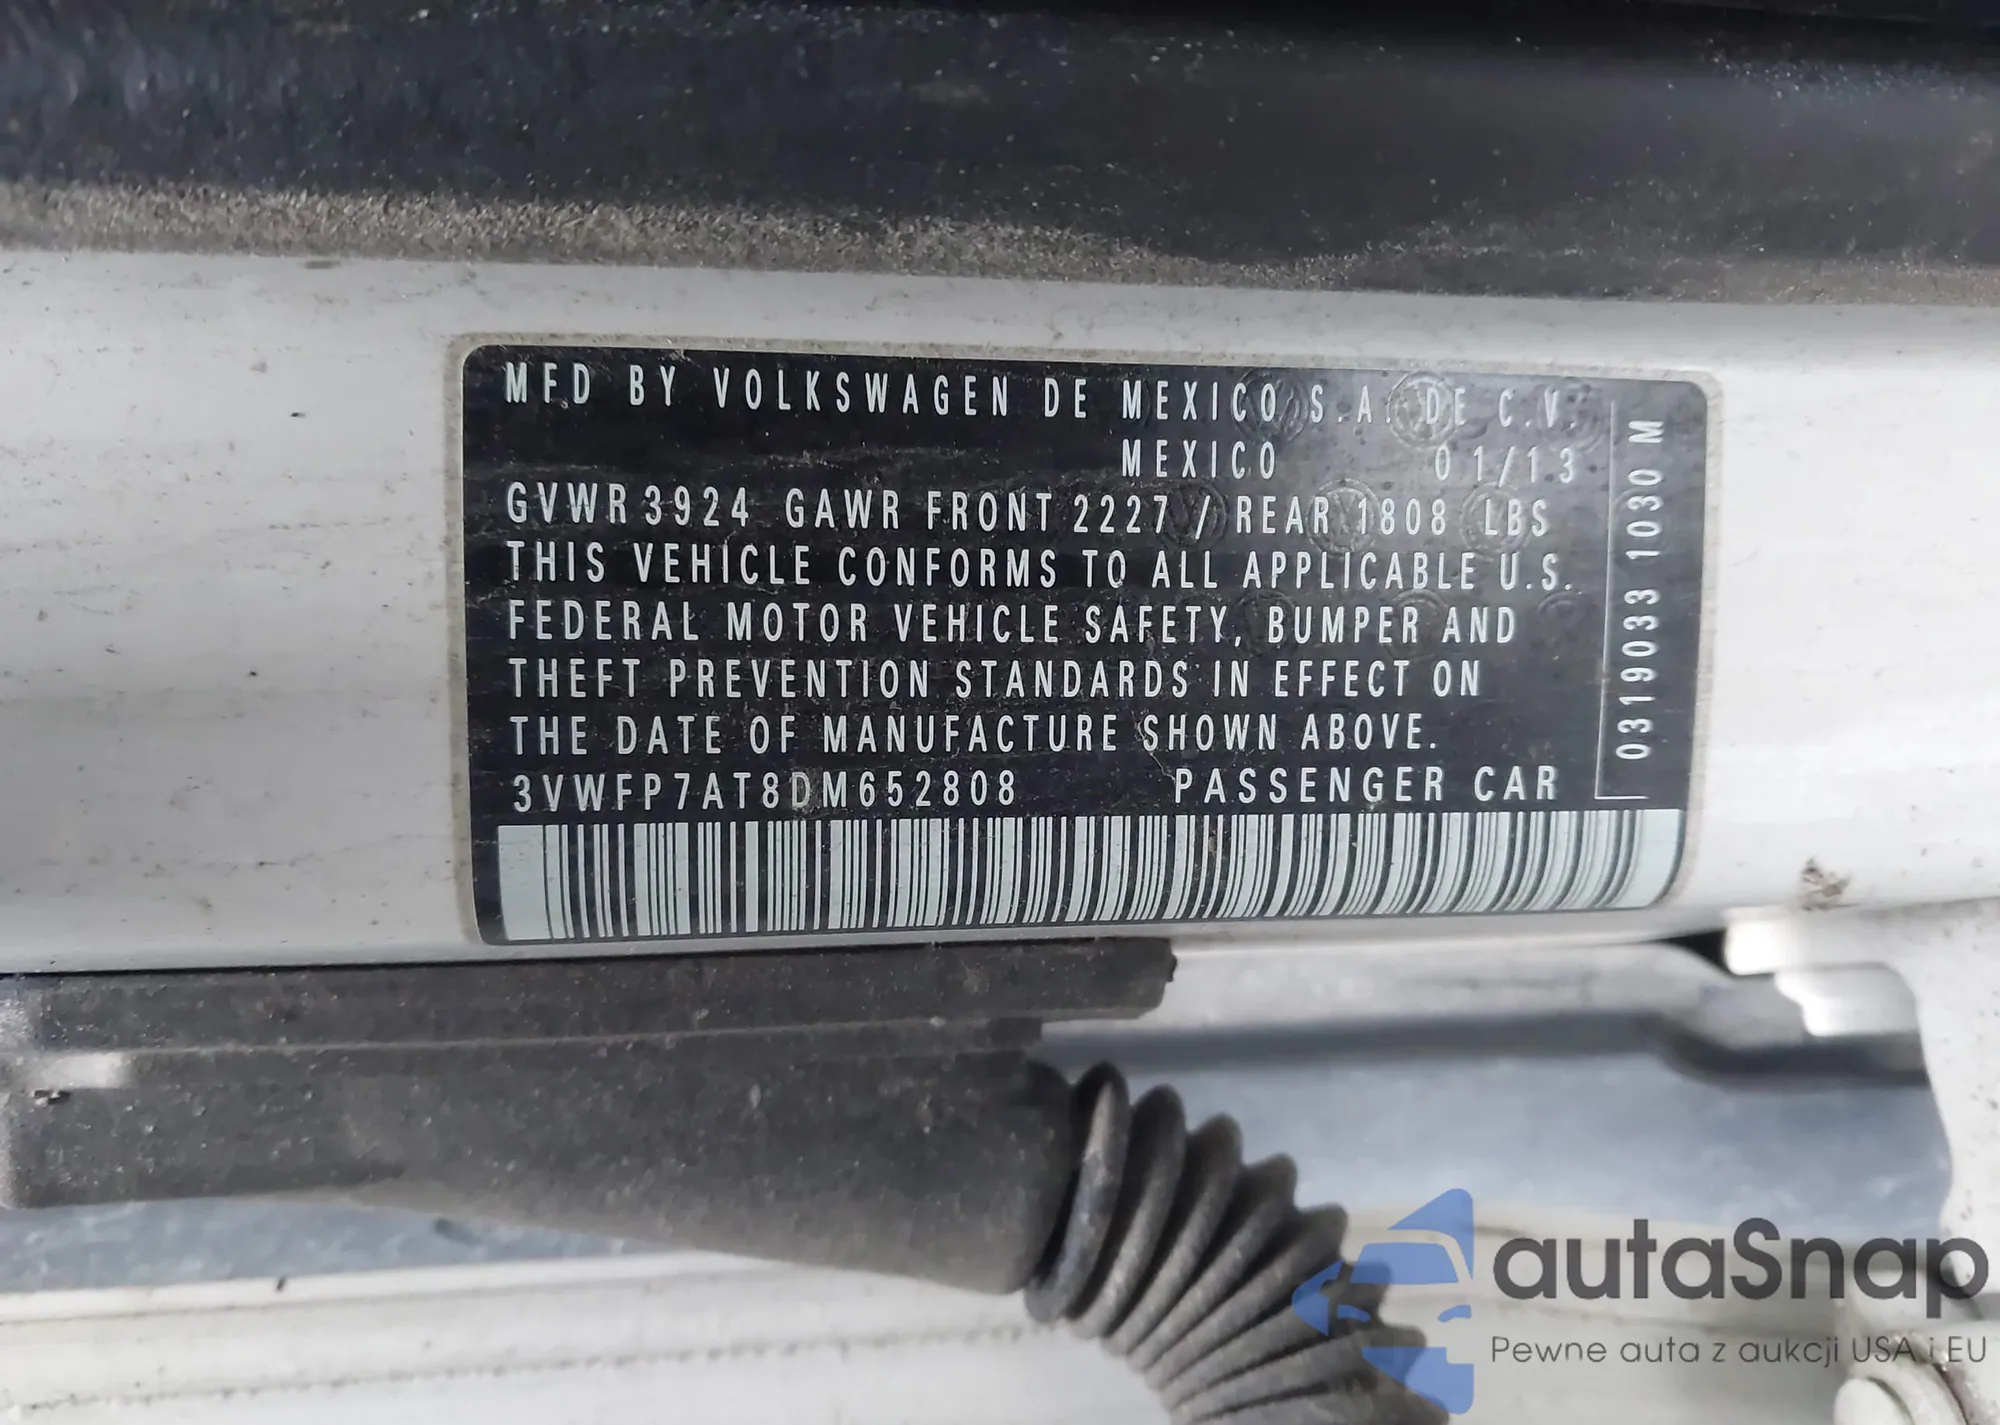 MFD BY VOLKSWAGEN DE MEXICO S.A. DE C.V.
MEXICO 01/13
GVWR 3924 GAWR FRONT 2227 / REAR 1808 LBS
THIS VEHICLE CONFORMS TO ALL APPLICABLE U.S.
FEDERAL MOTOR VEHICLE SAFETY, BUMPER AND
THEFT PREVENTION STANDARDS IN EFFECT ON
THE DATE OF MANUFACTURE SHOWN ABOVE.
3VWFP7AT8DM652808 PASSENGER CAR
0319033 1030 M
autaSnap
Pewne auta z aukcji USA i EU